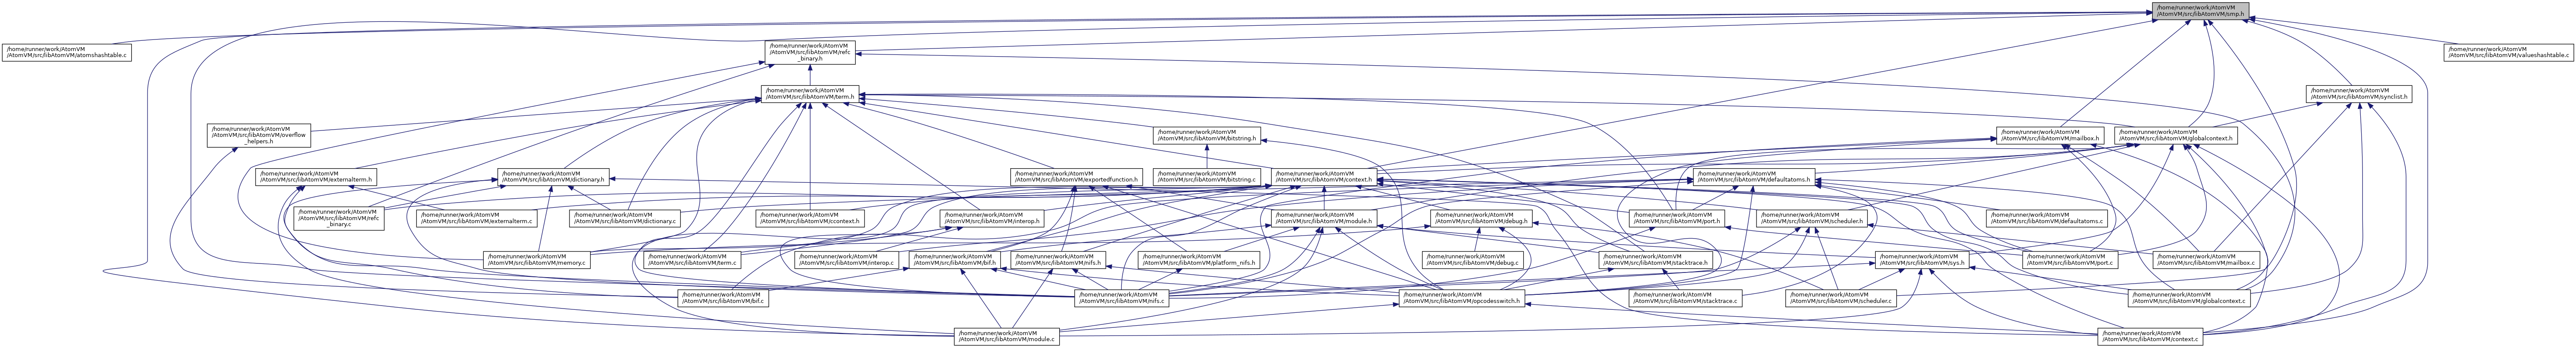 /home/runner/work/AtomVM
/AtomVM/src/libAtomVM/smp.h
/home/runner/work/AtomVM
/AtomVM/src/libAtomVM/atomshashtable.c
/home/runner/work/AtomVM
/AtomVM/src/libAtomVM/refc
_binary.h
/home/runner/work/AtomVM
/AtomVM/src/libAtomVM/valueshashtable.c
/home/runner/work/AtomVM
/AtomVM/src/libAtomVM/term.h
/home/runner/work/AtomVM
/AtomVM/src/libAtomVM/synclist.h
/home/runner/work/AtomVM
/AtomVM/src/libAtomVM/overflow
_helpers.h
/home/runner/work/AtomVM
/AtomVM/src/libAtomVM/bitstring.h
/home/runner/work/AtomVM
/AtomVM/src/libAtomVM/mailbox.h
/home/runner/work/AtomVM
/AtomVM/src/libAtomVM/globalcontext.h
/home/runner/work/AtomVM
/AtomVM/src/libAtomVM/externalterm.h
/home/runner/work/AtomVM
/AtomVM/src/libAtomVM/dictionary.h
/home/runner/work/AtomVM
/AtomVM/src/libAtomVM/exportedfunction.h
/home/runner/work/AtomVM
/AtomVM/src/libAtomVM/bitstring.c
/home/runner/work/AtomVM
/AtomVM/src/libAtomVM/context.h
/home/runner/work/AtomVM
/AtomVM/src/libAtomVM/defaultatoms.h
/home/runner/work/AtomVM
/AtomVM/src/libAtomVM/refc
_binary.c
/home/runner/work/AtomVM
/AtomVM/src/libAtomVM/externalterm.c
/home/runner/work/AtomVM
/AtomVM/src/libAtomVM/dictionary.c
/home/runner/work/AtomVM
/AtomVM/src/libAtomVM/ccontext.h
/home/runner/work/AtomVM
/AtomVM/src/libAtomVM/interop.h
/home/runner/work/AtomVM
/AtomVM/src/libAtomVM/module.h
/home/runner/work/AtomVM
/AtomVM/src/libAtomVM/debug.h
/home/runner/work/AtomVM
/AtomVM/src/libAtomVM/port.h
/home/runner/work/AtomVM
/AtomVM/src/libAtomVM/scheduler.h
/home/runner/work/AtomVM
/AtomVM/src/libAtomVM/defaultatoms.c
/home/runner/work/AtomVM
/AtomVM/src/libAtomVM/memory.c
/home/runner/work/AtomVM
/AtomVM/src/libAtomVM/term.c
/home/runner/work/AtomVM
/AtomVM/src/libAtomVM/interop.c
/home/runner/work/AtomVM
/AtomVM/src/libAtomVM/bif.h
/home/runner/work/AtomVM
/AtomVM/src/libAtomVM/nifs.h
/home/runner/work/AtomVM
/AtomVM/src/libAtomVM/platform_nifs.h
/home/runner/work/AtomVM
/AtomVM/src/libAtomVM/debug.c
/home/runner/work/AtomVM
/AtomVM/src/libAtomVM/stacktrace.h
/home/runner/work/AtomVM
/AtomVM/src/libAtomVM/sys.h
/home/runner/work/AtomVM
/AtomVM/src/libAtomVM/port.c
/home/runner/work/AtomVM
/AtomVM/src/libAtomVM/mailbox.c
/home/runner/work/AtomVM
/AtomVM/src/libAtomVM/bif.c
/home/runner/work/AtomVM
/AtomVM/src/libAtomVM/nifs.c
/home/runner/work/AtomVM
/AtomVM/src/libAtomVM/opcodesswitch.h
/home/runner/work/AtomVM
/AtomVM/src/libAtomVM/stacktrace.c
/home/runner/work/AtomVM
/AtomVM/src/libAtomVM/scheduler.c
/home/runner/work/AtomVM
/AtomVM/src/libAtomVM/globalcontext.c
/home/runner/work/AtomVM
/AtomVM/src/libAtomVM/module.c
/home/runner/work/AtomVM
/AtomVM/src/libAtomVM/context.c